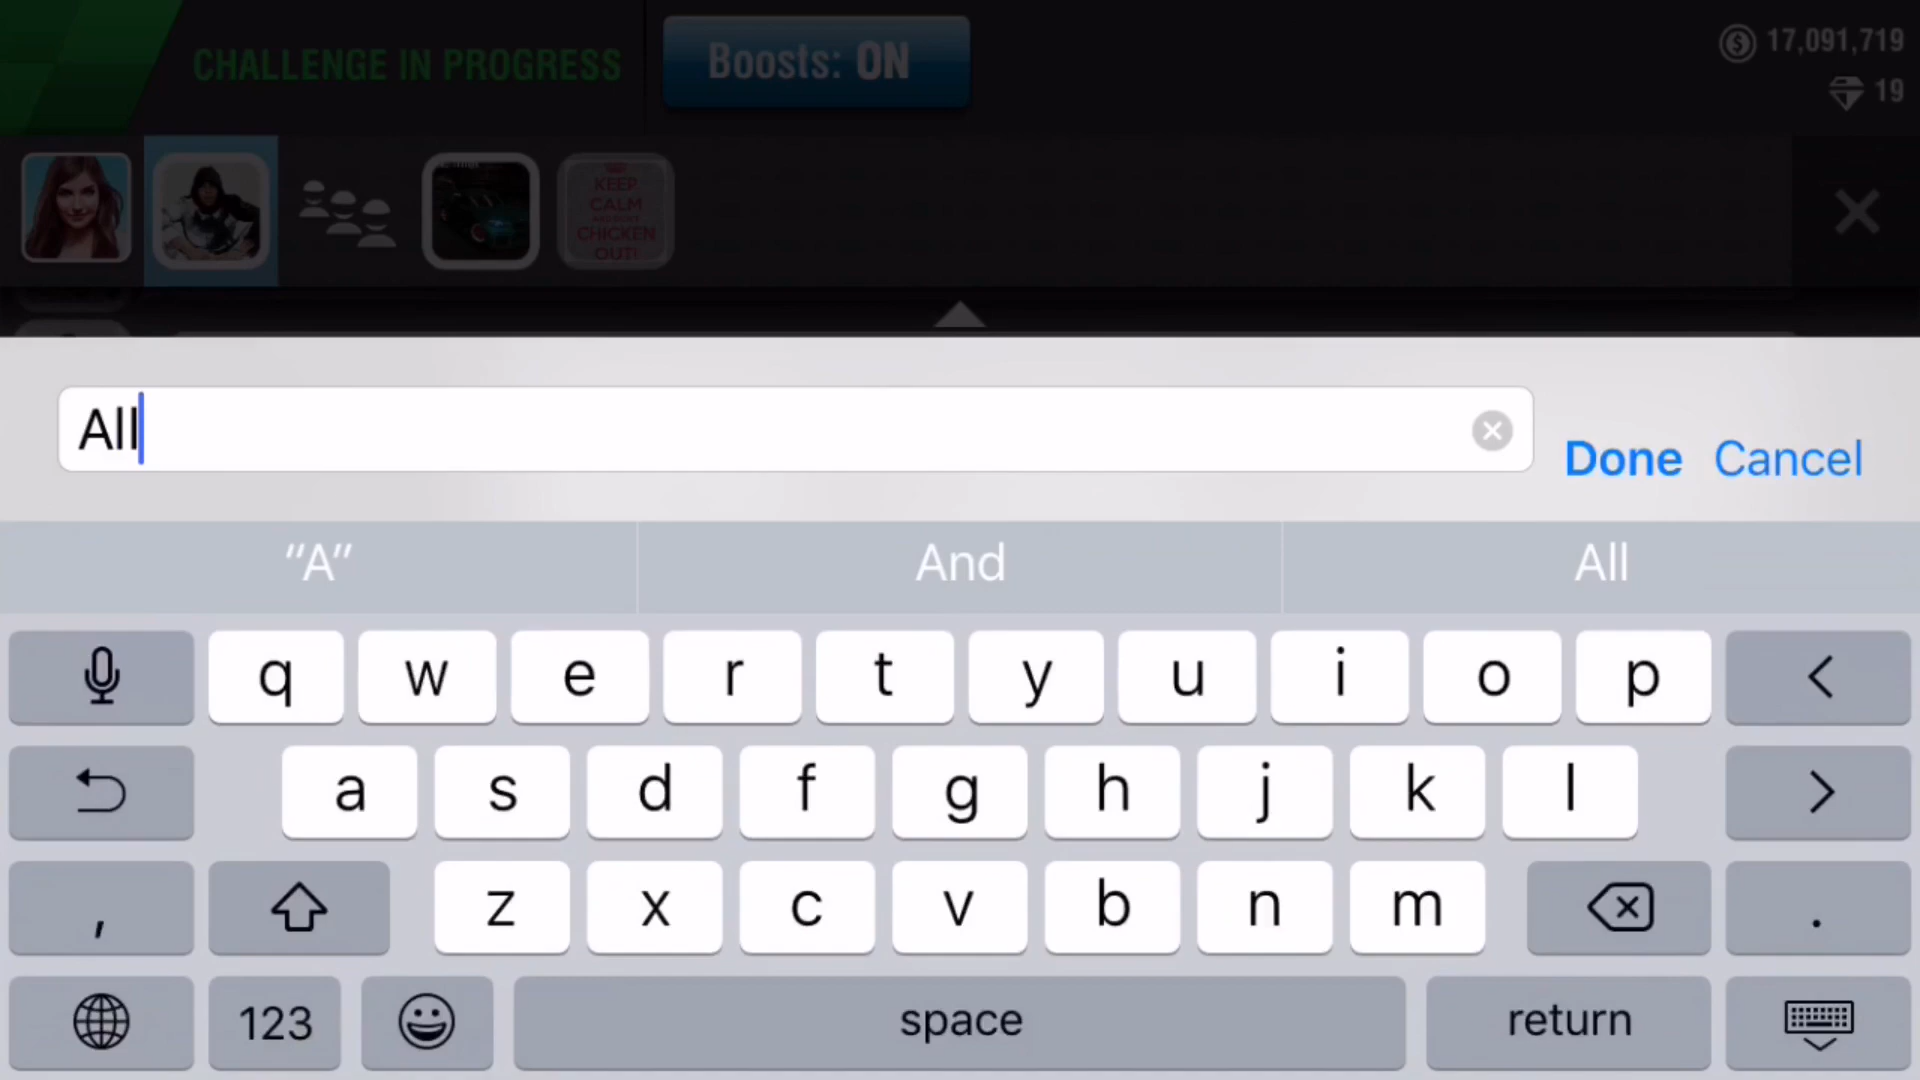 CHALLENGE IN PROGRESS
Boosts: ON
17,091,719
19
KEEP
CALM
CHICKEN
OUT!
All
Done Cancel
“A” And All
q w e r t y u i o p
a s d f g h j k l
, z x c v b n m .
123 space return